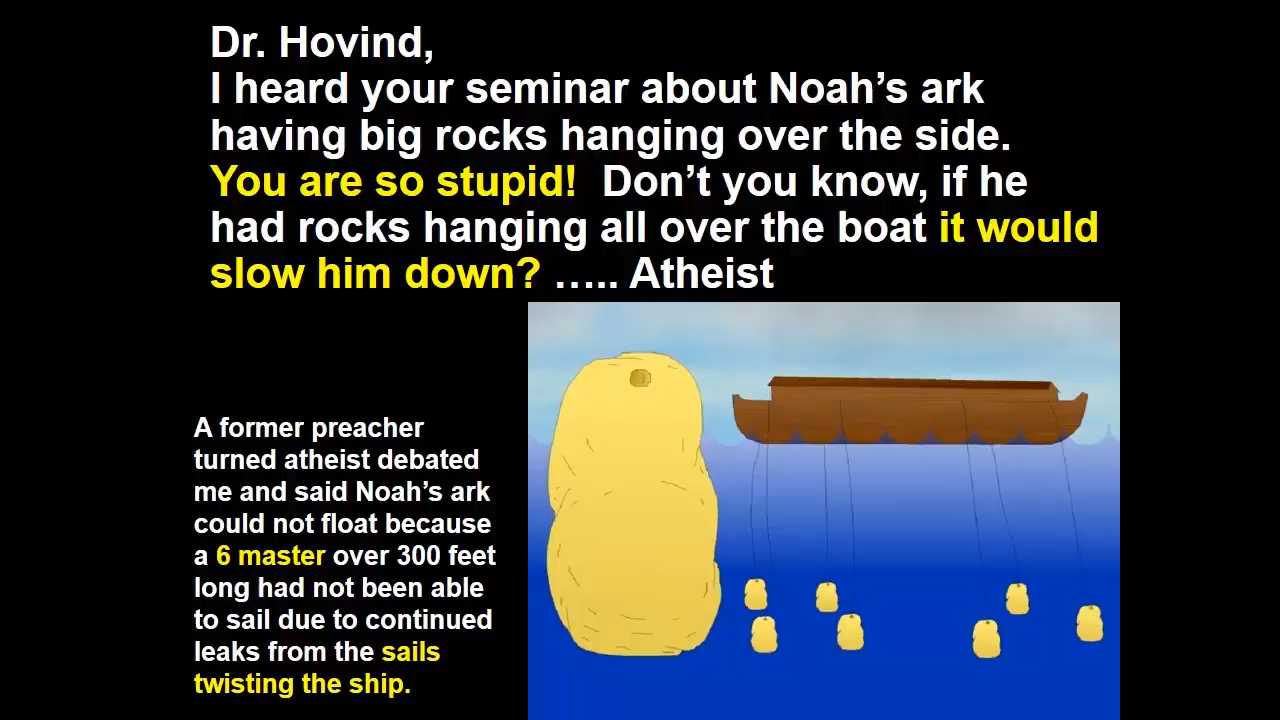 Dr. Hovind,
I heard your seminar about Noah’s ark
having big rocks hanging over the side.
You are so stupid!  Don’t you know, if he
had rocks hanging all over the boat it would
slow him down? ….. Atheist
A former preacher
turned atheist debated
me and said Noah’s ark
could not float because
a 6 master over 300 feet
long had not been able
to sail due to continued
leaks from the sails
twisting the ship.